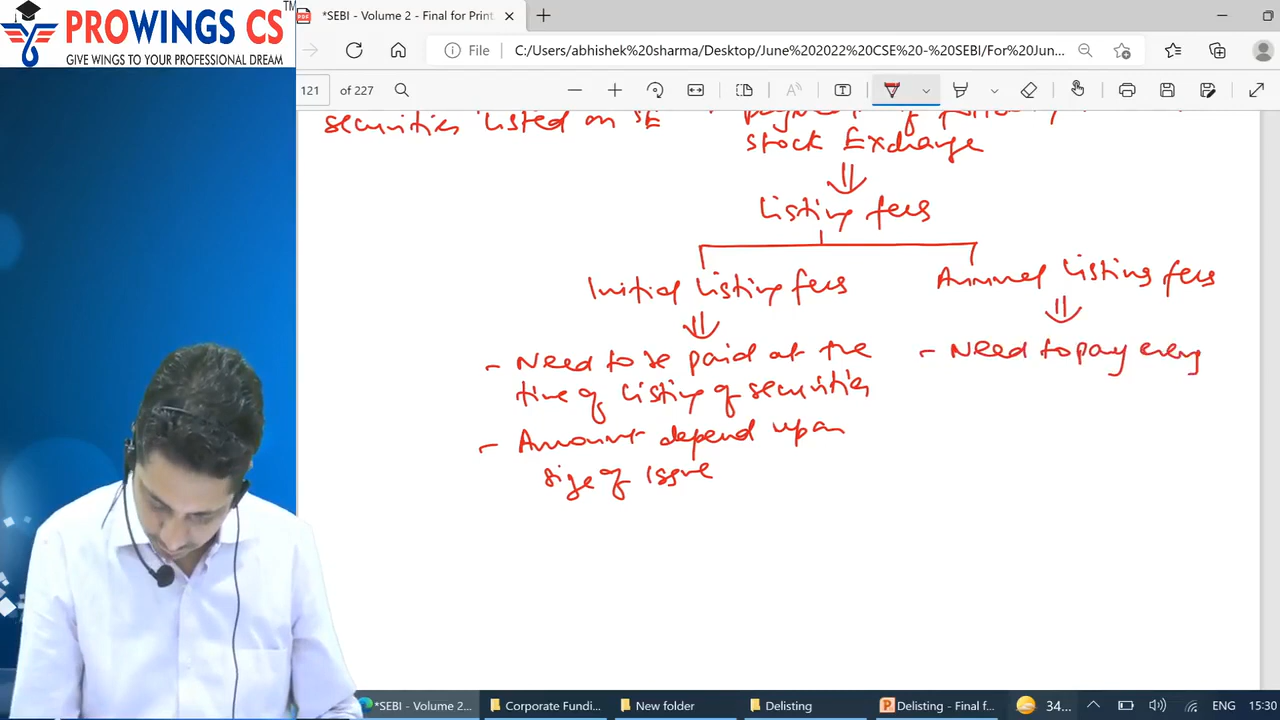 PROWINGS CS TM
GIVE WINGS TO YOUR PROFESSIONAL DREAM
PDF
*SEBI - Volume 2 - Final for Print
File
C:/Users/abhishek%20sharma/Desktop/June%202022%20CSE%20-%20SEBI/For%20Jun...
121 of 227
securities listed on SE
stock Exchange
Listing fees
Initial Listing fees
Annual Listing fees
- Need to be paid at the
time of Listing of securities
- Amount depend upon
size of Issue
- Need to pay every
*SEBI - Volume 2...
Corporate Fundi...
New folder
Delisting
Delisting - Final f...
34...
ENG
15:30